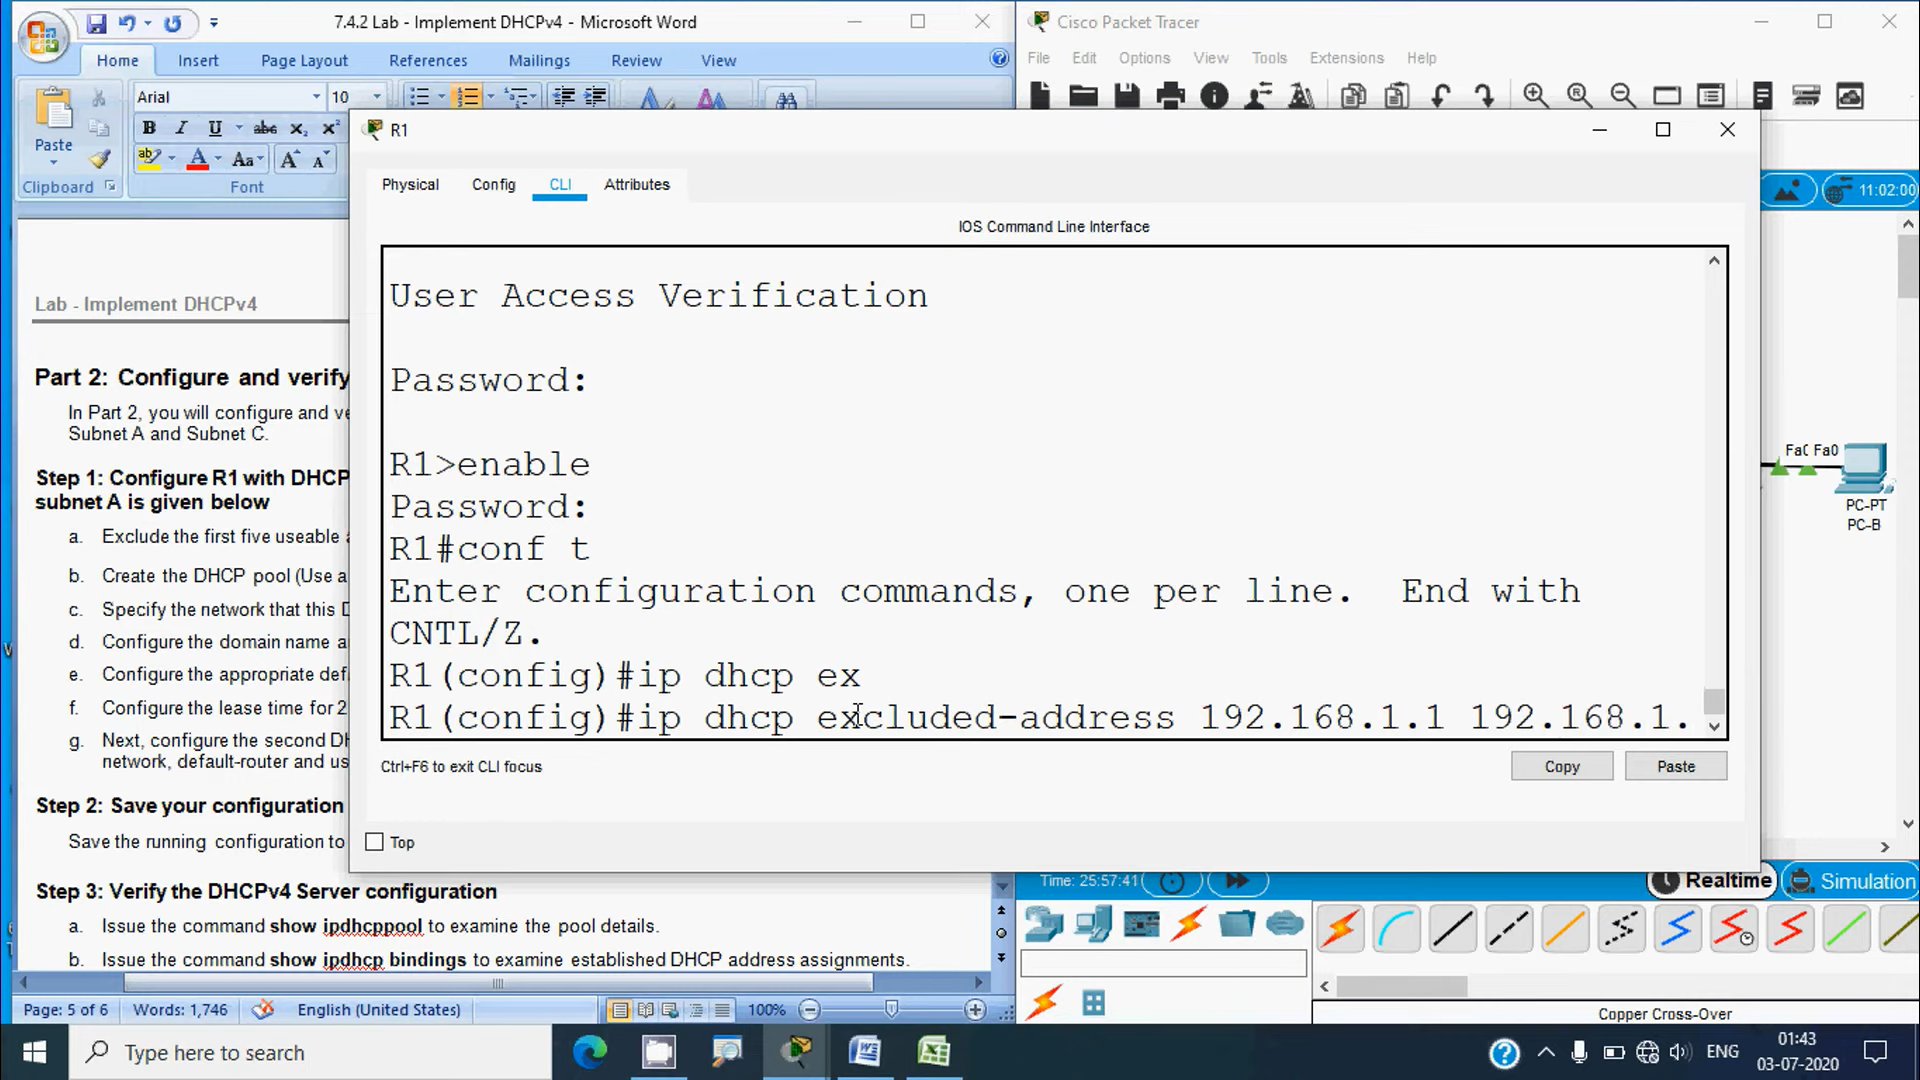 7.4.2 Lab - Implement DHCPv4 - Microsoft Word
Home Insert Page Layout References Mailings Review View
Arial 10
Paste
B I U abc x₂ x²
ab A Aa A A
Clipboard
Font
Lab - Implement DHCPv4
Part 2: Configure and verify
In Part 2, you will configure and ve
Subnet A and Subnet C.
Step 1: Configure R1 with DHCP
subnet A is given below
a. Exclude the first five useable a
b. Create the DHCP pool (Use a
c. Specify the network that this D
d. Configure the domain name a
e. Configure the appropriate def
f. Configure the lease time for 2
g. Next, configure the second DH
network, default-router and us
Step 2: Save your configuration
Save the running configuration to
Step 3: Verify the DHCPv4 Server configuration
a. Issue the command show ipdhcppool to examine the pool details.
b. Issue the command show ipdhcp bindings to examine established DHCP address assignments.
Page: 5 of 6 Words: 1,746 English (United States) 100%
Cisco Packet Tracer
File Edit Options View Tools Extensions Help
11:02:00
R1
Physical Config CLI Attributes
IOS Command Line Interface
User Access Verification
Password:
R1>enable
Password:
R1#conf t
Enter configuration commands, one per line. End with
CNTL/Z.
R1(config)#ip dhcp ex
R1(config)#ip dhcp excluded-address 192.168.1.1 192.168.1.
Ctrl+F6 to exit CLI focus
Copy Paste
Top
Fa0
PC-PT
PC-B
Time: 25:57:41
Realtime Simulation
Copper Cross-Over
Type here to search
ENG
01:43
03-07-2020